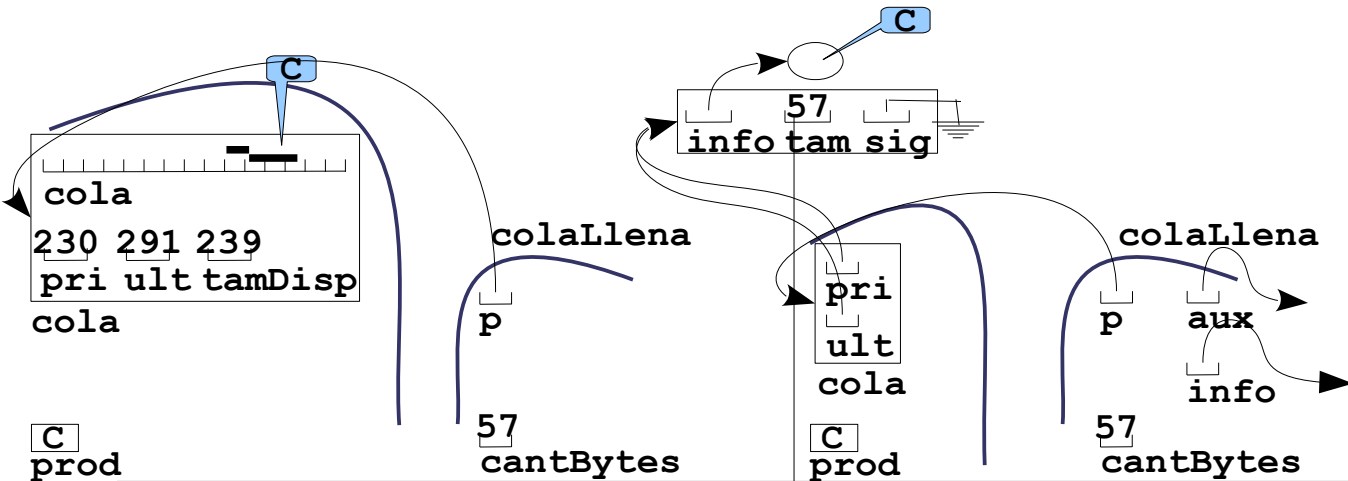 C
cola
230 291 239
pri ult tamDisp
cola
colaLlena
p
C
prod
57
cantBytes
C
57
info tam sig
pri
ult
cola
colaLlena
p aux
info
C
prod
57
cantBytes